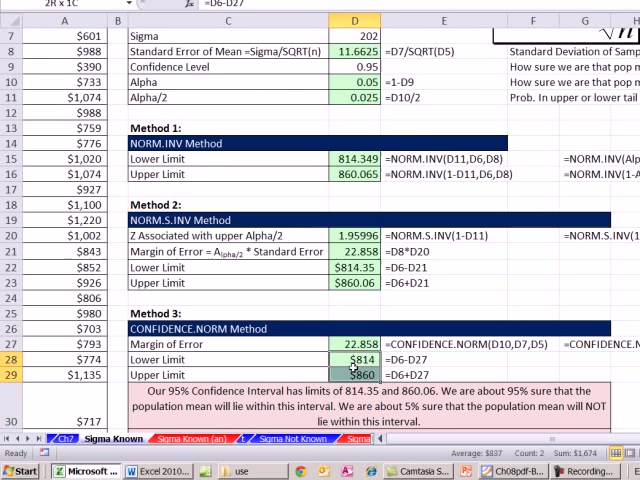 2R x 1C fx =D6-D27
A B C D E F G H
7 $601 Sigma 202
8 $988 Standard Error of Mean =Sigma/SQRT(n) 11.6625 =D7/SQRT(D5) Standard Deviation of Samp
9 $390 Confidence Level 0.95 How sure we are that pop m
10 $733 Alpha 0.05 =1-D9 How sure we are that pop m
11 $1,074 Alpha/2 0.025 =D10/2 Prob. In upper or lower tail
12 $988
13 $759 Method 1:
14 $776 NORM.INV Method
15 $1,020 Lower Limit 814.349 =NORM.INV(D11,D6,D8) =NORM.INV(Alp
16 $1,074 Upper Limit 860.065 =NORM.INV(1-D11,D6,D8) =NORM.INV(1-A
17 $927
18 $1,100 Method 2:
19 $1,220 NORM.S.INV Method
20 $1,002 Z Associated with upper Alpha/2 1.95996 =NORM.S.INV(1-D11) =NORM.S.INV(1
21 $843 Margin of Error = Alpha/2 * Standard Error 22.858 =D8*D20
22 $852 Lower Limit $814.35 =D6-D21
23 $926 Upper Limit $860.06 =D6+D21
24 $806
25 $980 Method 3:
26 $703 CONFIDENCE.NORM Method
27 $793 Margin of Error 22.858 =CONFIDENCE.NORM(D10,D7,D5) =CONFIDENCE.N
28 $774 Lower Limit $814 =D6-D27
29 $1,135 Upper Limit $860 =D6+D27
Our 95% Confidence Interval has limits of 814.35 and 860.06. We are about 95% sure that the
population mean will lie within this interval. We are about 5% sure that the population mean will NOT
30 $717 lie within this interval.
Ch7 Sigma Known Sigma Known (an) t Sigma Not Known Sigma
Ready Average: $837 Count: 2 Sum: $1,674
Start Microsoft ... Excel 2010... use Camtasia S... Ch08pdf-B... Recording...